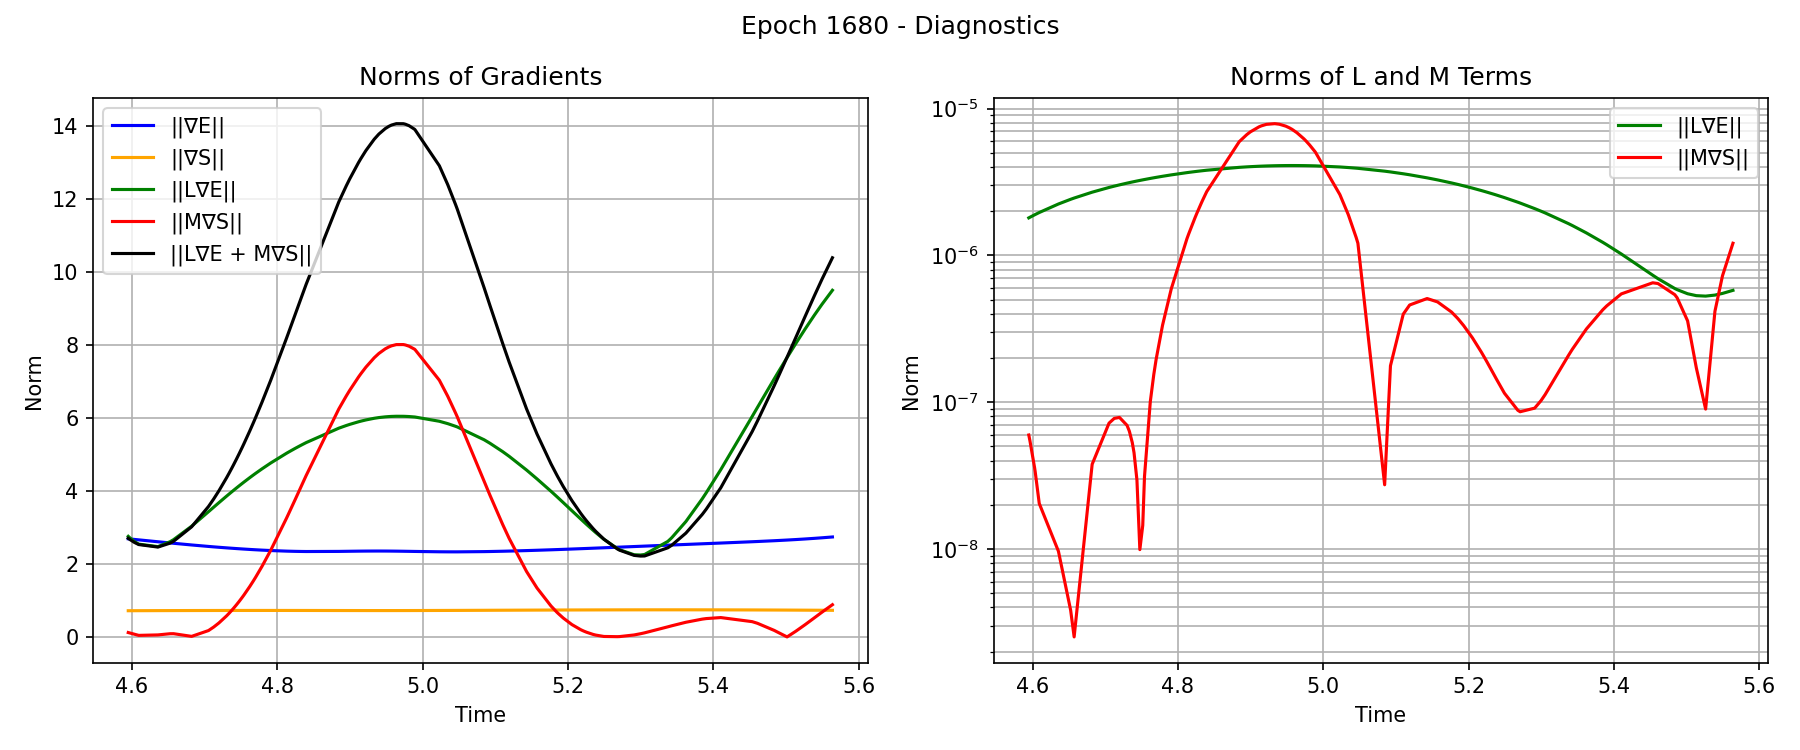 Epoch 1680 - Diagnostics
Norms of Gradients
||∇E||
||∇S||
||L∇E||
||M∇S||
||L∇E + M∇S||
14
12
10
8
6
4
2
0
Norm
4.6 4.8 5.0 5.2 5.4 5.6
Time
Norms of L and M Terms
||L∇E||
||M∇S||
10⁻⁵
10⁻⁶
10⁻⁷
10⁻⁸
Norm
4.6 4.8 5.0 5.2 5.4 5.6
Time